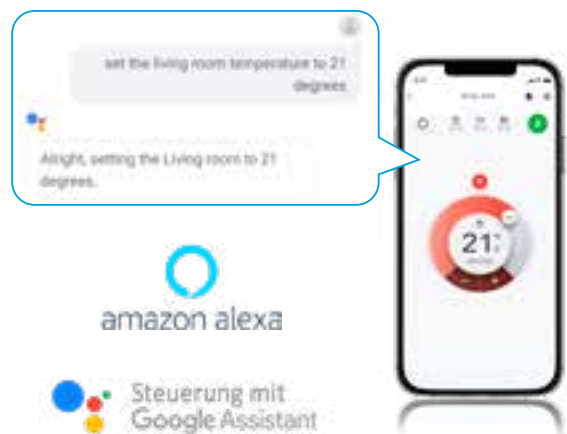 set the living room temperature to 21
degrees
Alright, setting the Living room to 21
degrees.
21
amazon alexa
Steuerung mit
Google Assistant